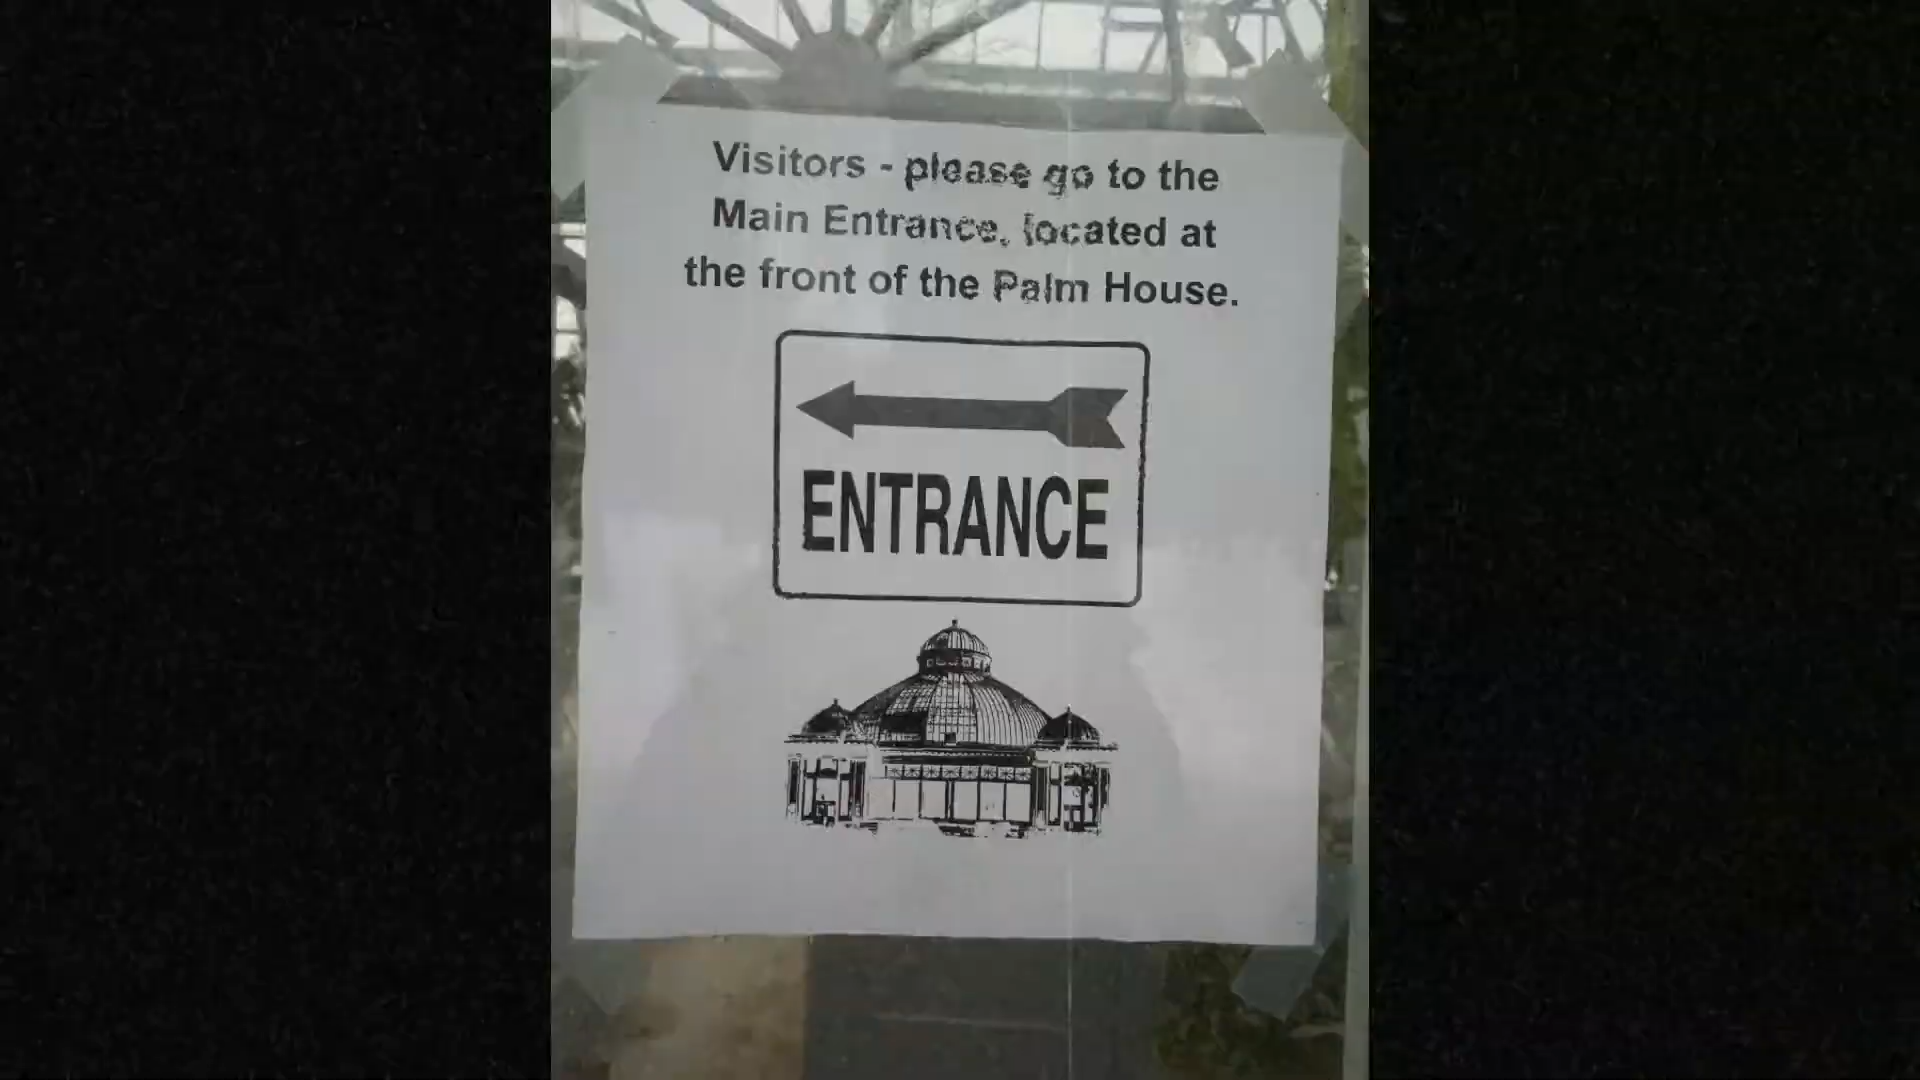 Visitors - please go to the
Main Entrance, located at
the front of the Palm House.
ENTRANCE